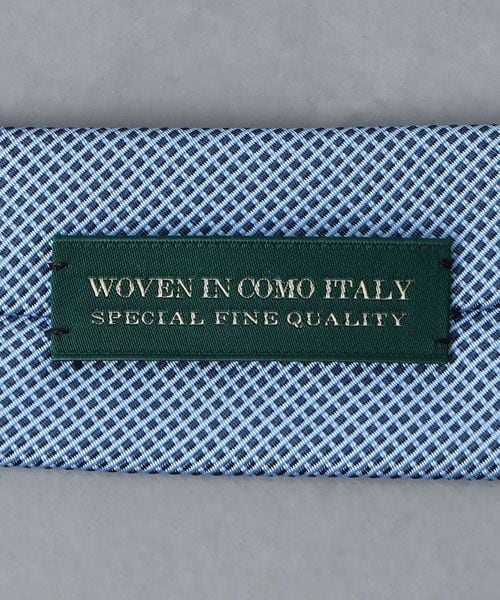 WOVEN IN COMO ITALY
SPECIAL FINE QUALITY